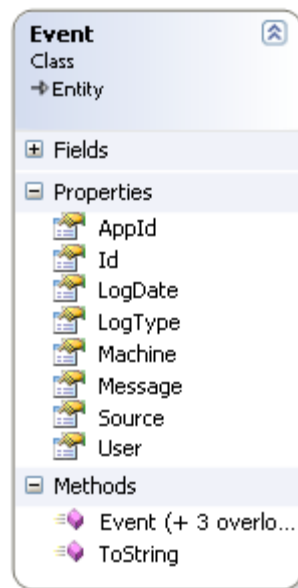 Event
Class
Entity
Fields
Properties
AppId
Id
LogDate
LogType
Machine
Message
Source
User
Methods
Event (+ 3 overlo...
ToString